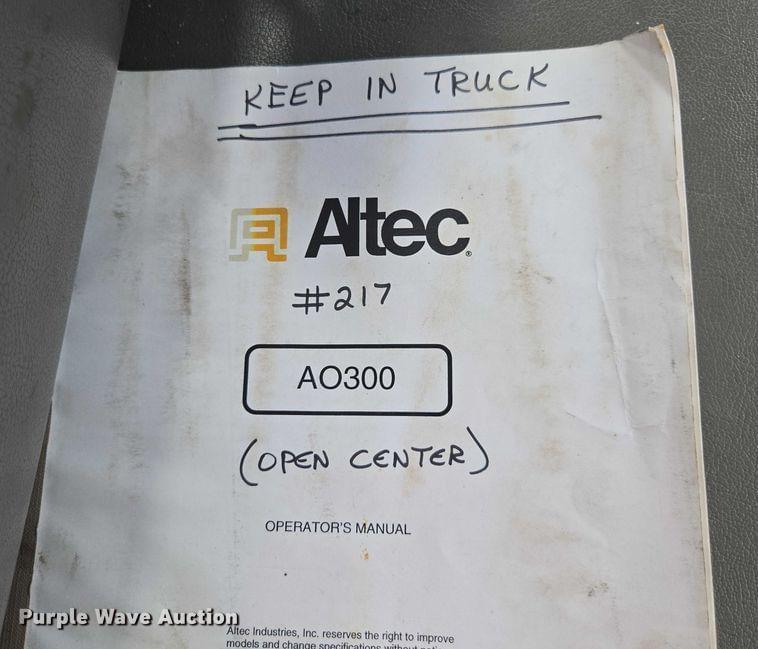 KEEP IN TRUCK
Altec®
#217
AO300
(OPEN CENTER)
OPERATOR'S MANUAL
Altec Industries, Inc. reserves the right to improve
models and change specifications without
Purple Wave Auction